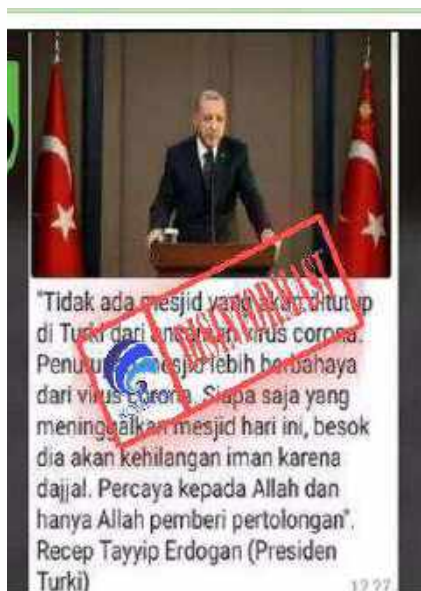 "Tidak ada mesjid yang akan ditutup
di Turki dari ancaman virus corona.
Penutupan mesjid lebih berbahaya
dari virus corona. Siapa saja yang
meninggalkan mesjid hari ini, besok
dia akan kehilangan iman karena
dajjal. Percaya kepada Allah dan
hanya Allah pemberi pertolongan".
Recep Tayyip Erdogan (Presiden
Turki)
12.27
DISINFORMASI